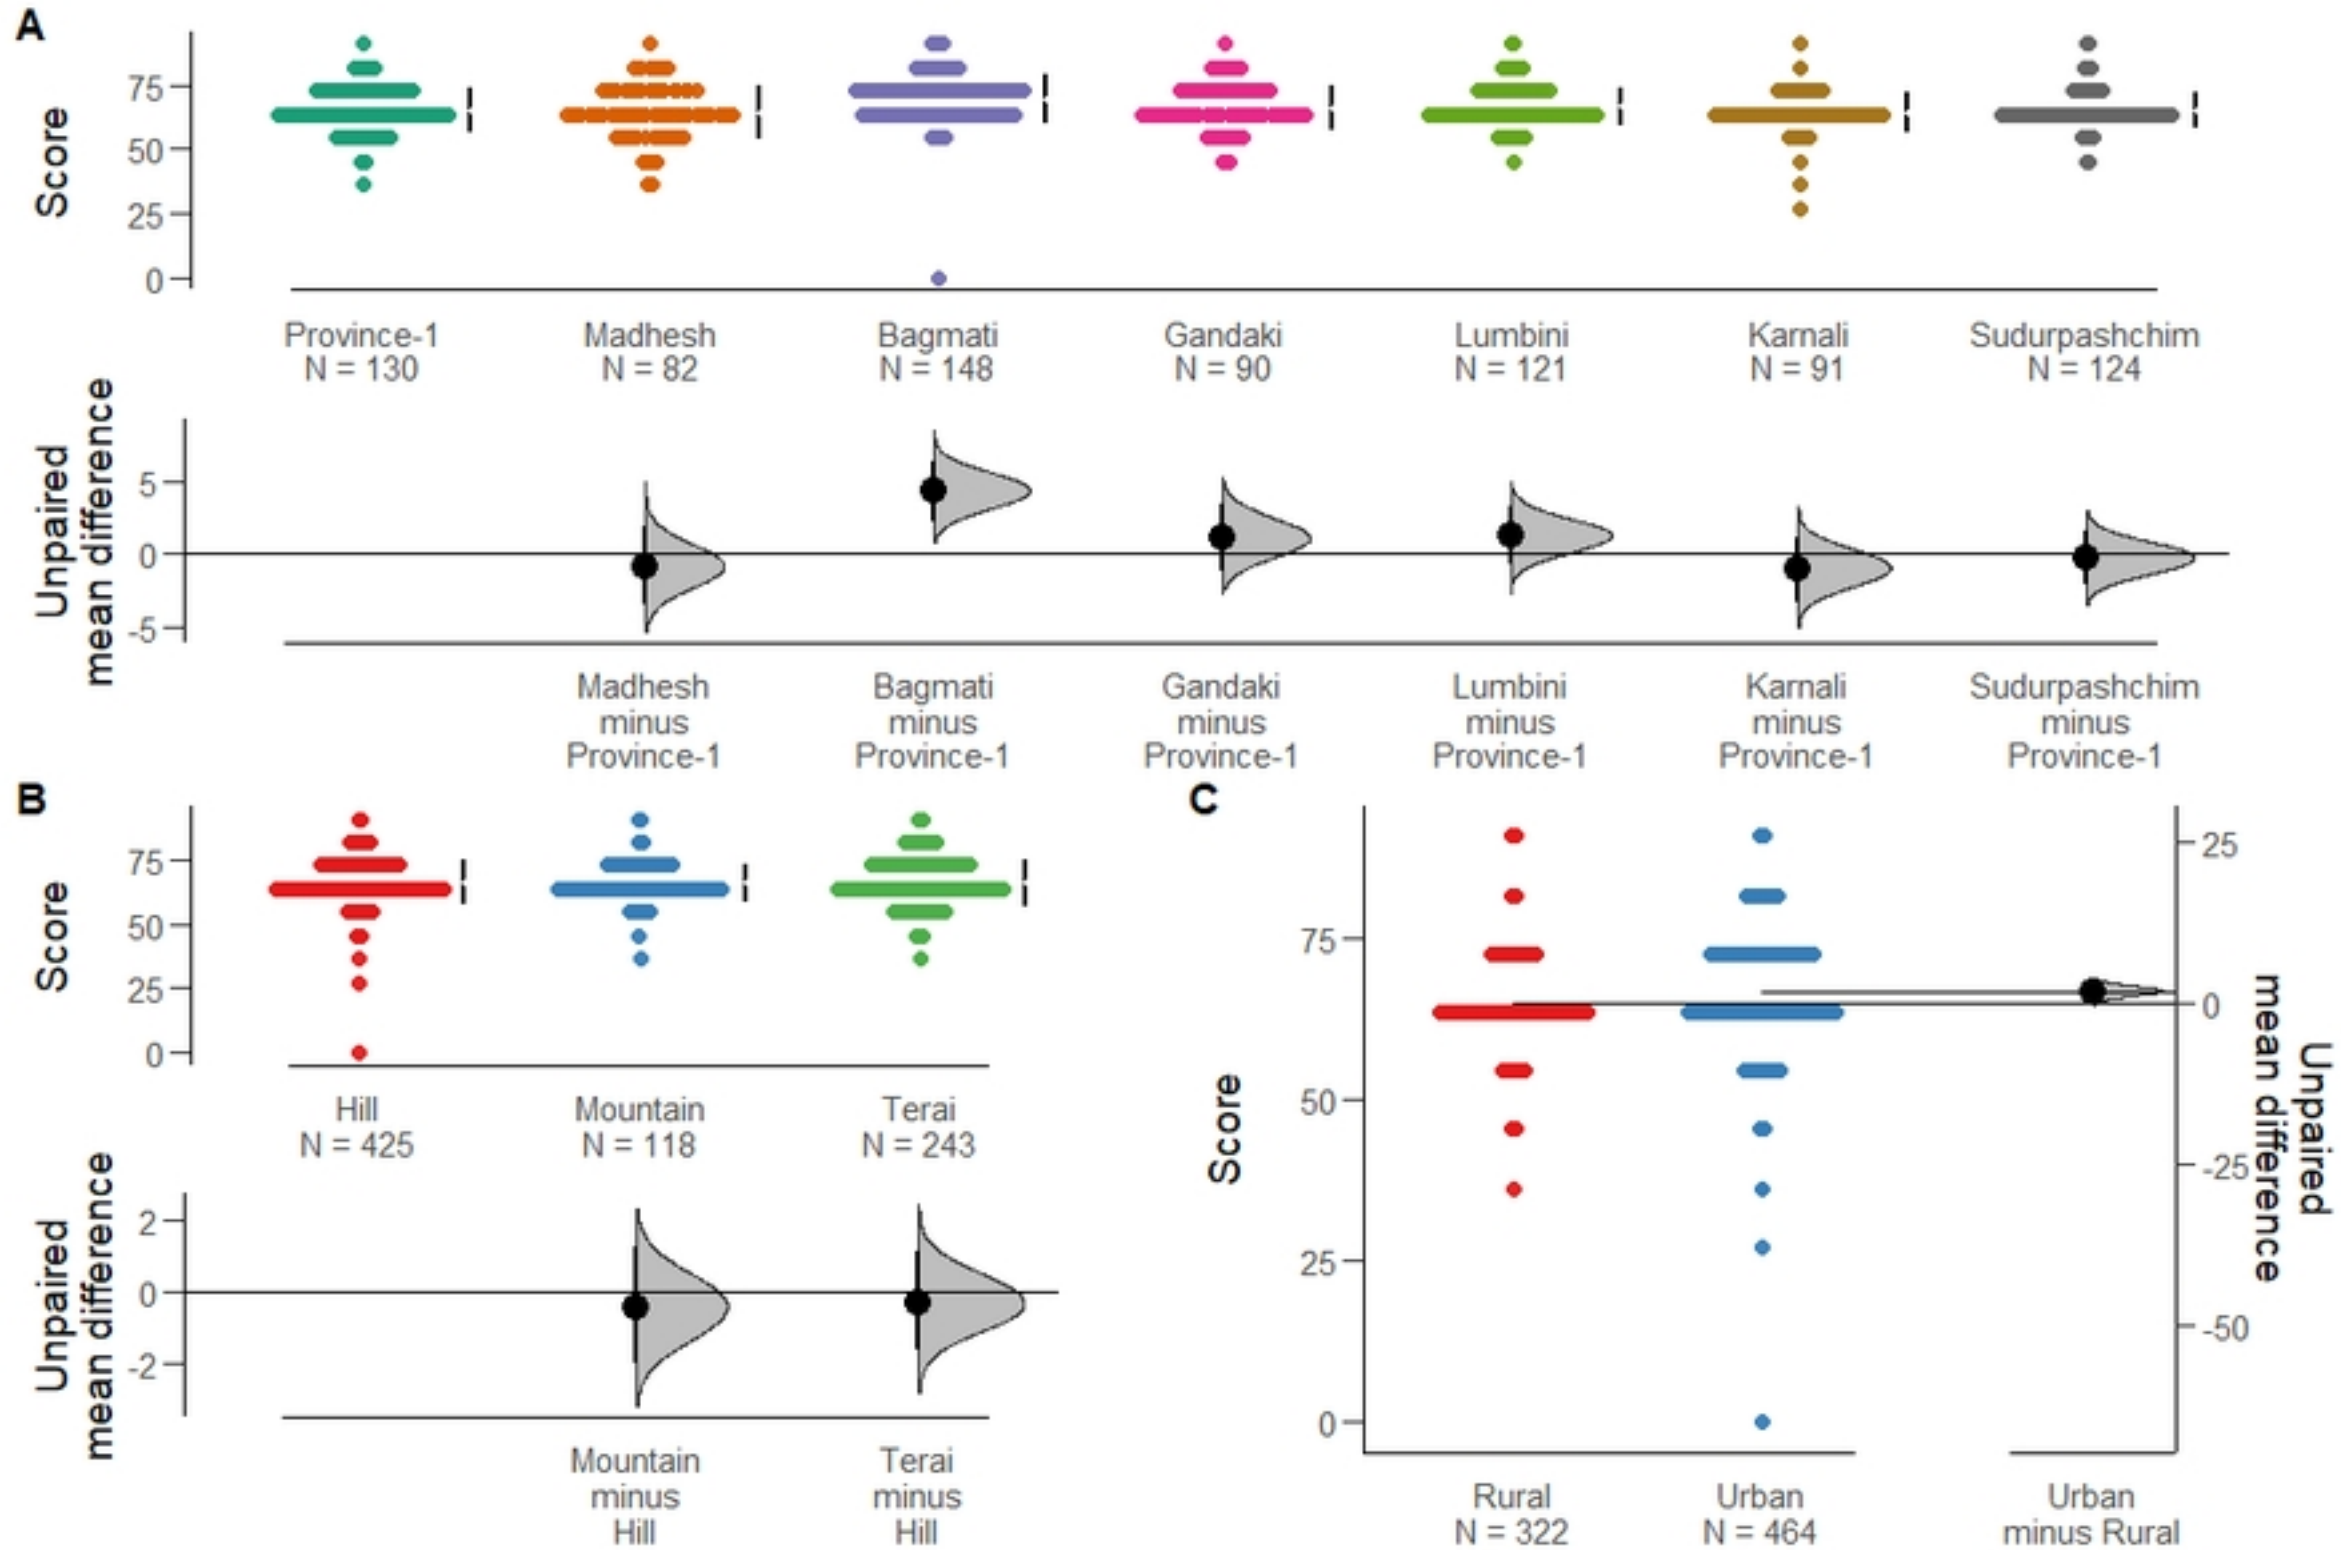 A
Score
75
50
25
0
Province-1
N = 130
Madhesh
N = 82
Bagmati
N = 148
Gandaki
N = 90
Lumbini
N = 121
Karnali
N = 91
Sudurpashchim
N = 124
Unpaired
mean difference
5
0
-5
Madhesh
minus
Province-1
Bagmati
minus
Province-1
Gandaki
minus
Province-1
Lumbini
minus
Province-1
Karnali
minus
Province-1
Sudurpashchim
minus
Province-1
B
Score
75
50
25
0
Hill
N = 425
Mountain
N = 118
Terai
N = 243
Unpaired
mean difference
2
0
-2
Mountain
minus
Hill
Terai
minus
Hill
C
Score
75
50
25
0
Rural
N = 322
Urban
N = 464
25
0
-25
-50
Unpaired
mean difference
Urban
minus Rural